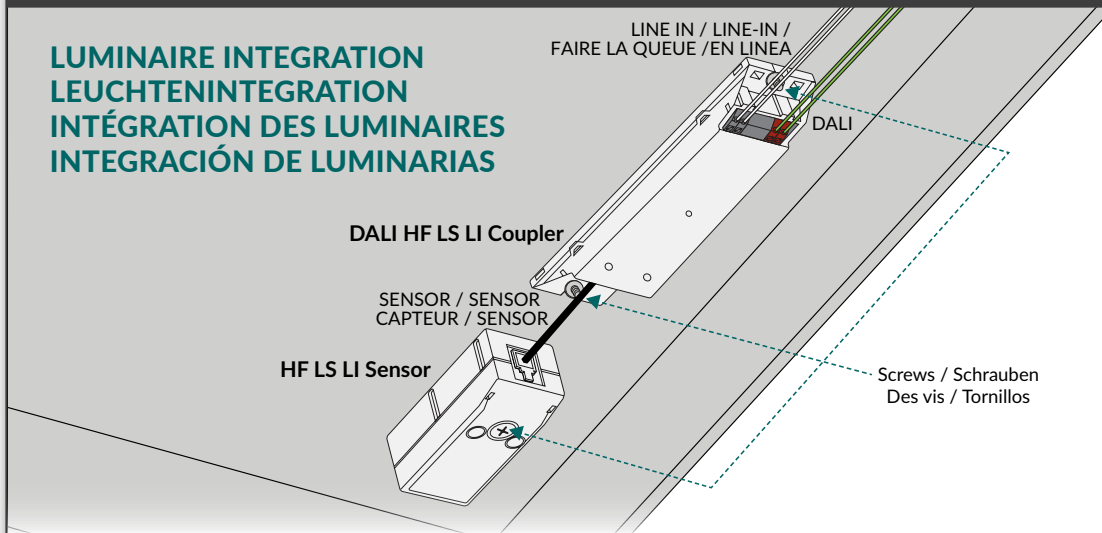 LUMINAIRE INTEGRATION
LEUCHTENINTEGRATION
INTÉGRATION DES LUMINAIRES
INTEGRACIÓN DE LUMINARIAS
LINE IN / LINE-IN /
FAIRE LA QUEUE /EN LINEA
DALI
DALI HF LS LI Coupler
SENSOR / SENSOR
CAPTEUR / SENSOR
HF LS LI Sensor
Screws / Schrauben
Des vis / Tornillos